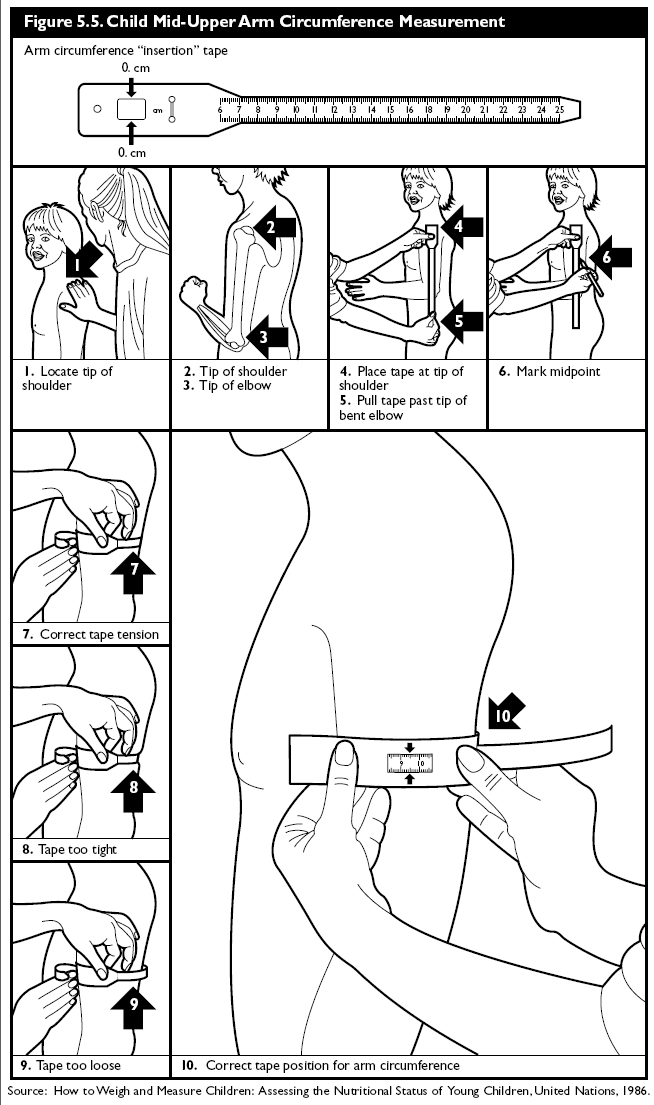 Figure 5.5. Child Mid-Upper Arm Circumference Measurement
Arm circumference “insertion” tape
0. cm
cm
6 7 8 9 10 11 12 13 14 15 16 17 18 19 20 21 22 23 24 25
0. cm
1
2
3
4
5
6
1. Locate tip of
shoulder
2. Tip of shoulder
3. Tip of elbow
4. Place tape at tip of
shoulder
5. Pull tape past tip of
bent elbow
6. Mark midpoint
7
7. Correct tape tension
8
8. Tape too tight
9
9. Tape too loose
10
9 10
10. Correct tape position for arm circumference
Source: How to Weigh and Measure Children: Assessing the Nutritional Status of Young Children, United Nations, 1986.